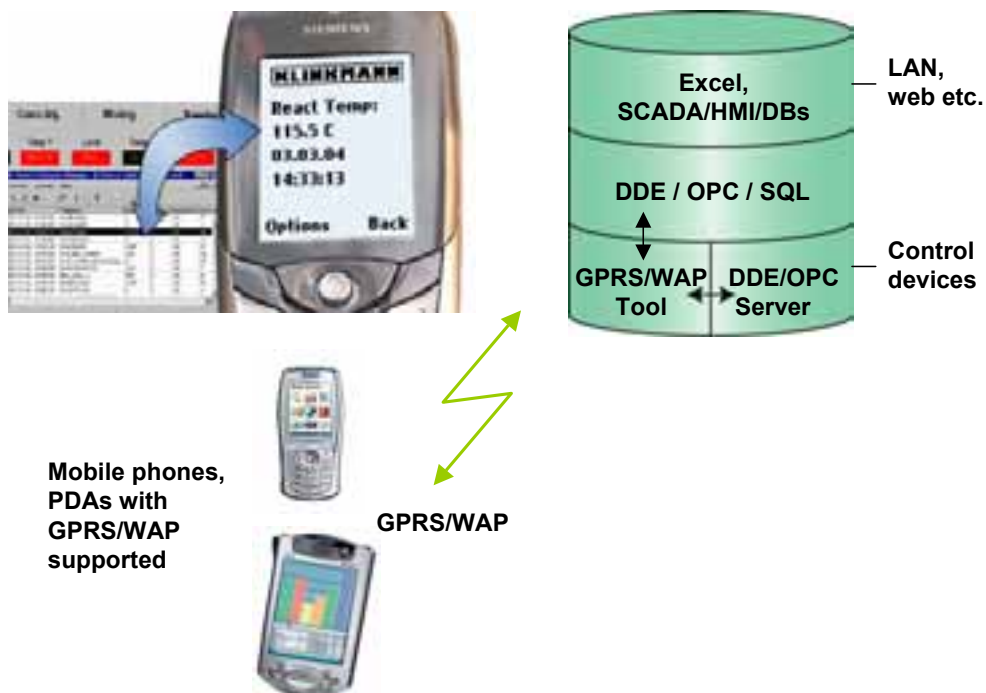 SIEMENS
KLINKMANN
React Temp:
115.5 C
03.03.04
14:33:13
Options Back
Excel,
SCADA/HMI/DBs
DDE / OPC / SQL
GPRS/WAP
Tool
DDE/OPC
Server
LAN,
web etc.
Control
devices
Mobile phones,
PDAs with
GPRS/WAP
supported
GPRS/WAP